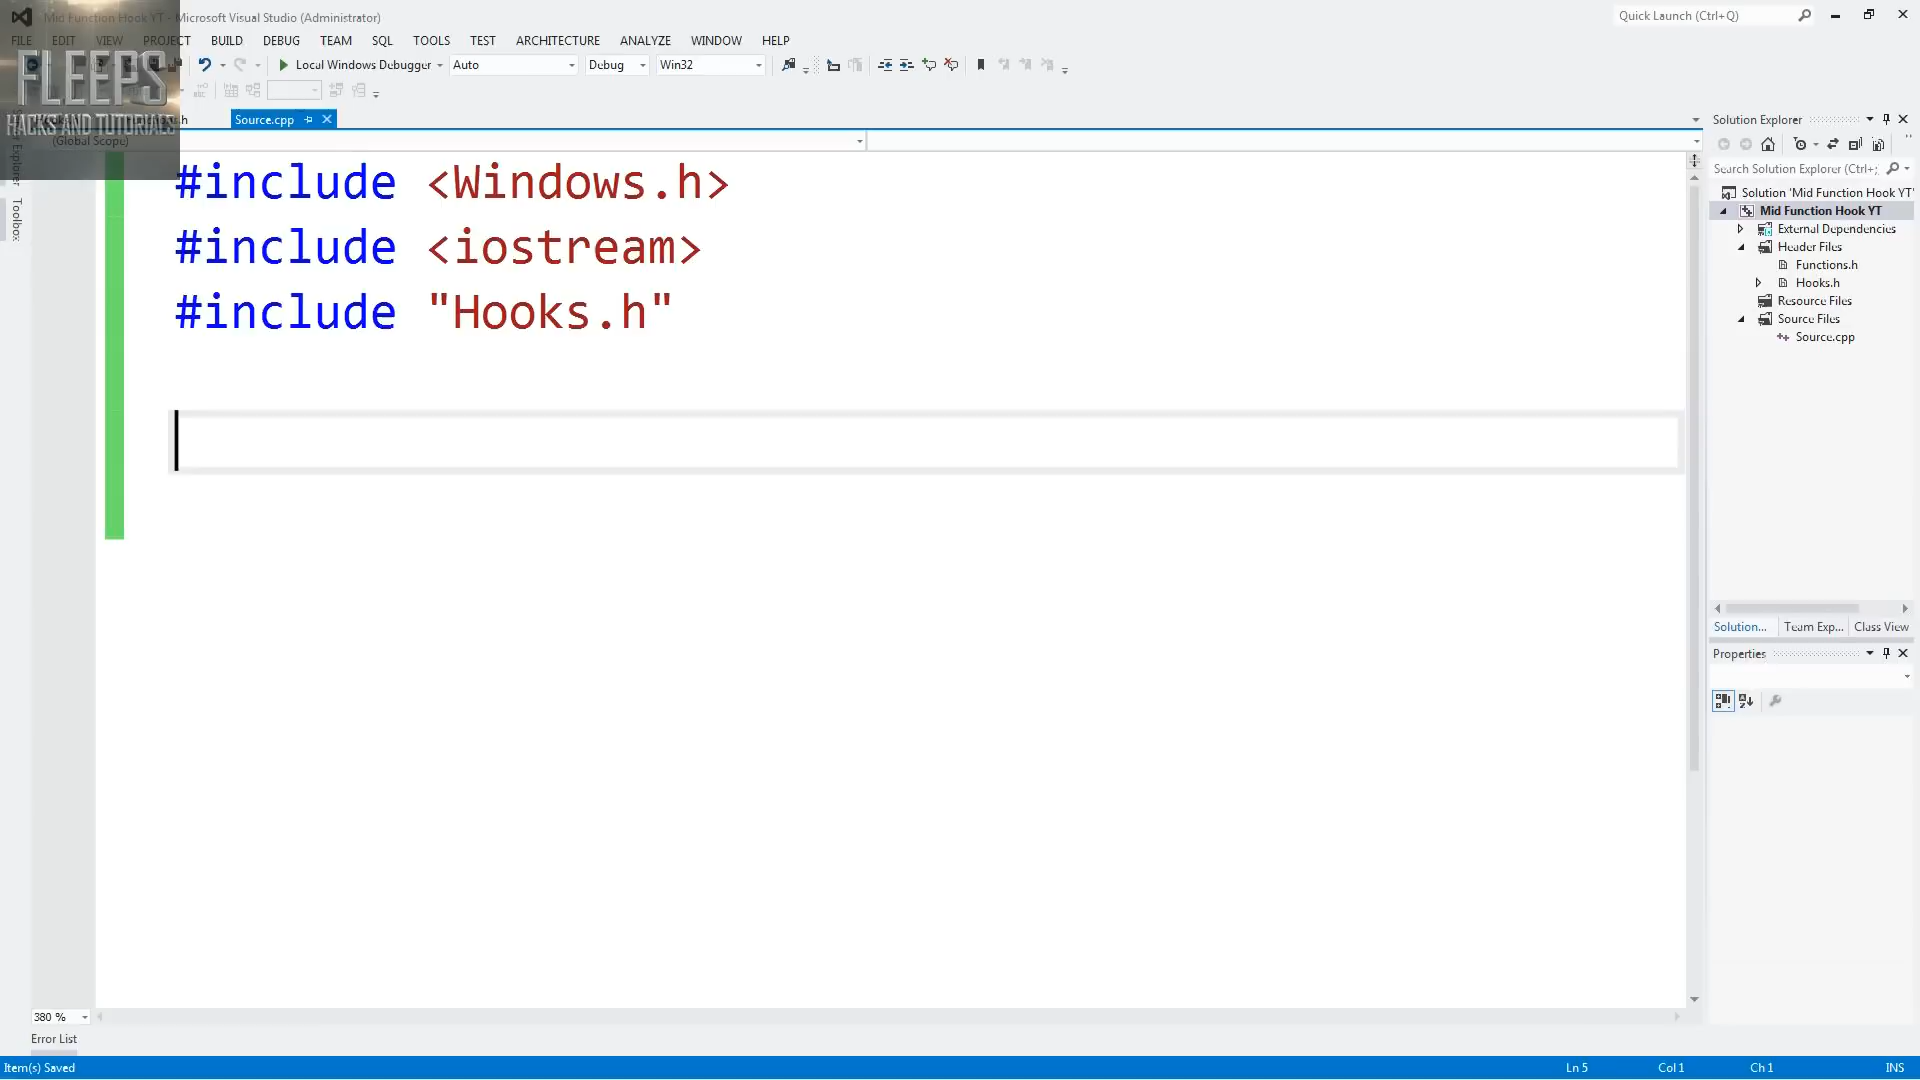 Mid Function Hook YT - Microsoft Visual Studio (Administrator)
Quick Launch (Ctrl+Q)
FILE EDIT VIEW PROJECT BUILD DEBUG TEAM SQL TOOLS TEST ARCHITECTURE ANALYZE WINDOW HELP
FLEEPS
HACKS AND TUTORIALS
Local Windows Debugger Auto Debug Win32
Source.cpp
(Global Scope)
Explorer
Toolbox
#include <Windows.h>
#include <iostream>
#include "Hooks.h"
Solution Explorer
Search Solution Explorer (Ctrl+;
Solution 'Mid Function Hook YT'
Mid Function Hook YT
External Dependencies
Header Files
Functions.h
Hooks.h
Resource Files
Source Files
Source.cpp
Solution... Team Exp... Class View
Properties
380 %
Error List
Item(s) Saved
Ln 5 Col 1 Ch 1 INS